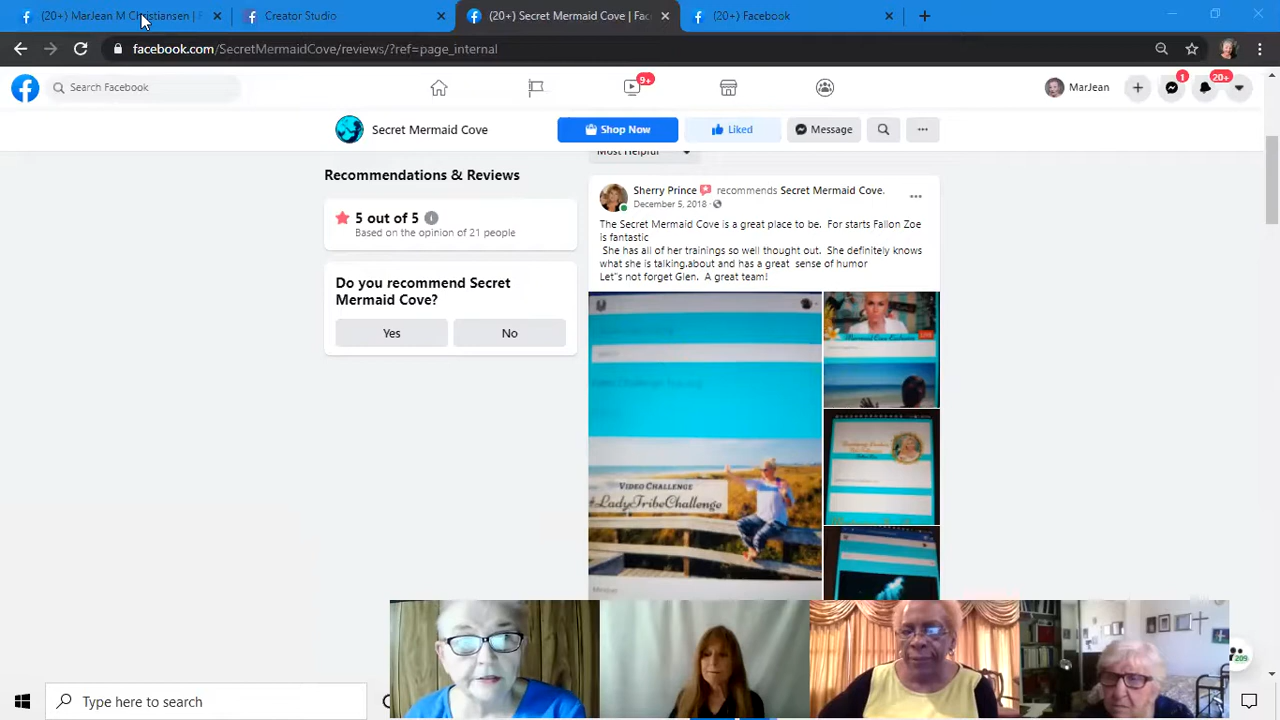 (20+) MarJean M Christiansen | F
Creator Studio
(20+) Secret Mermaid Cove | Fac
(20+) Facebook
facebook.com/SecretMermaidCove/reviews/?ref=page_internal
Search Facebook
9+
MarJean
1
20+
Secret Mermaid Cove
Shop Now
Liked
Message
Most Helpful
Recommendations & Reviews
5 out of 5
Based on the opinion of 21 people
Do you recommend Secret
Mermaid Cove?
Yes
No
Sherry Prince recommends Secret Mermaid Cove.
December 5, 2018 ·
The Secret Mermaid Cove is a great place to be. For starts Fallon Zoe
is fantastic
She has all of her trainings so well thought out. She definitely knows
what she is talking.about and has a great sense of humor
Let"s not forget Glen. A great team!
VIDEO CHALLENGE
#LadyTribeChallenge
209
Type here to search